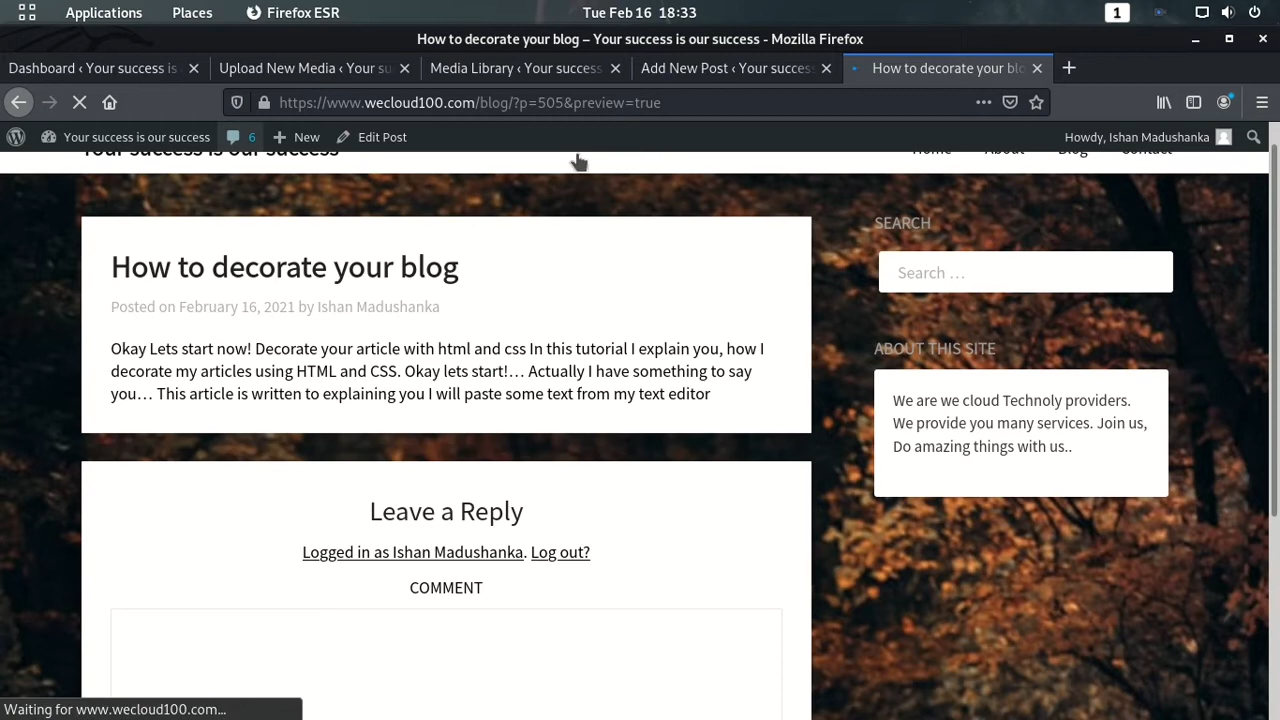 Applications Places Firefox ESR Tue Feb 16 18:33 1
How to decorate your blog – Your success is our success - Mozilla Firefox
Dashboard ‹ Your success is Upload New Media ‹ Your su Media Library ‹ Your success Add New Post ‹ Your success How to decorate your blo
https://www.wecloud100.com/blog/?p=505&preview=true
Your success is our success 6 New Edit Post Howdy, Ishan Madushanka
Your success is our success Home About Blog Contact
How to decorate your blog
Posted on February 16, 2021 by Ishan Madushanka
Okay Lets start now! Decorate your article with html and css In this tutorial I explain you, how I
decorate my articles using HTML and CSS. Okay lets start!… Actually I have something to say
you… This article is written to explaining you I will paste some text from my text editor
SEARCH
Search …
ABOUT THIS SITE
We are we cloud Technoly providers.
We provide you many services. Join us,
Do amazing things with us..
Leave a Reply
Logged in as Ishan Madushanka. Log out?
COMMENT
Waiting for www.wecloud100.com…